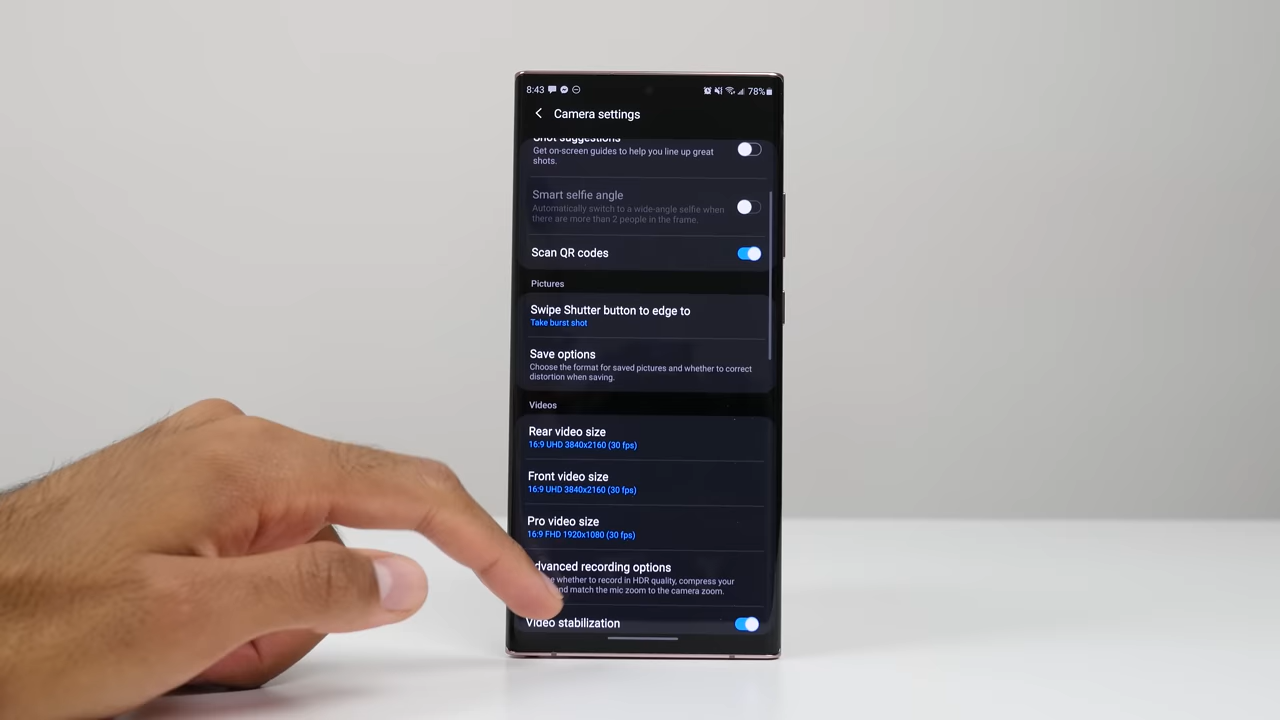 8:43
78%
Camera settings
Shot suggestions
Get on-screen guides to help you line up great
shots.
Smart selfie angle
Automatically switch to a wide-angle selfie when
there are more than 2 people in the frame.
Scan QR codes
Pictures
Swipe Shutter button to edge to
Take burst shot
Save options
Choose the format for saved pictures and whether to correct
distortion when saving.
Videos
Rear video size
16:9 UHD 3840x2160 (30 fps)
Front video size
16:9 UHD 3840x2160 (30 fps)
Pro video size
16:9 FHD 1920x1080 (30 fps)
dvanced recording options
whether to record in HDR quality, compress your
and match the mic zoom to the camera zoom.
Video stabilization